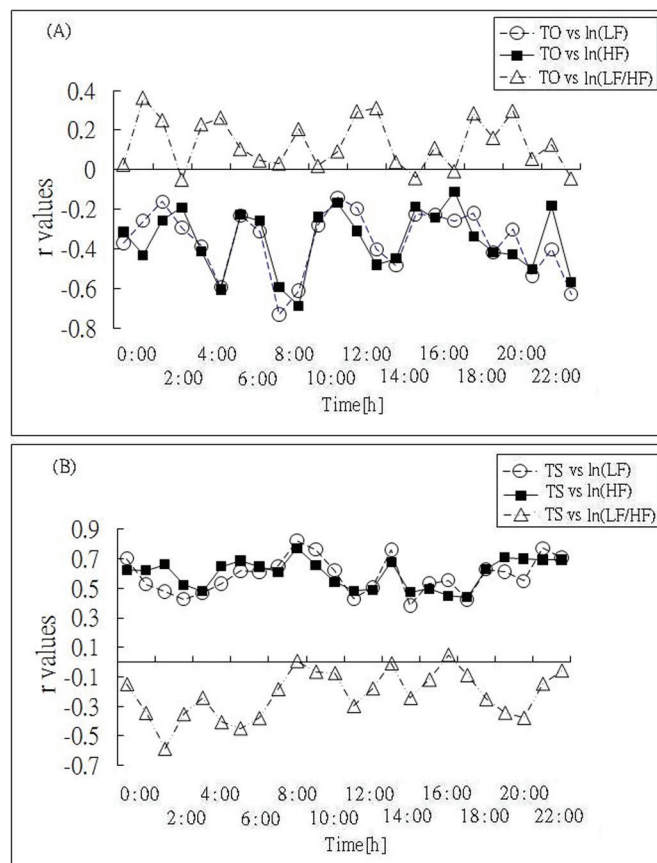 (A)
TO vs ln(LF)
TO vs ln(HF)
TO vs ln(LF/HF)
0.4
0.2
0
-0.2
-0.4
-0.6
-0.8
r values
0:00 4:00 8:00 12:00 16:00 20:00
2:00 6:00 10:00 14:00 18:00 22:00
Time[h]
(B)
TS vs ln(LF)
TS vs ln(HF)
TS vs ln(LF/HF)
0.9
0.7
0.5
0.3
0.1
-0.1
-0.3
-0.5
-0.7
r values
0:00 4:00 8:00 12:00 16:00 20:00
2:00 6:00 10:00 14:00 18:00 22:00
Time[h]